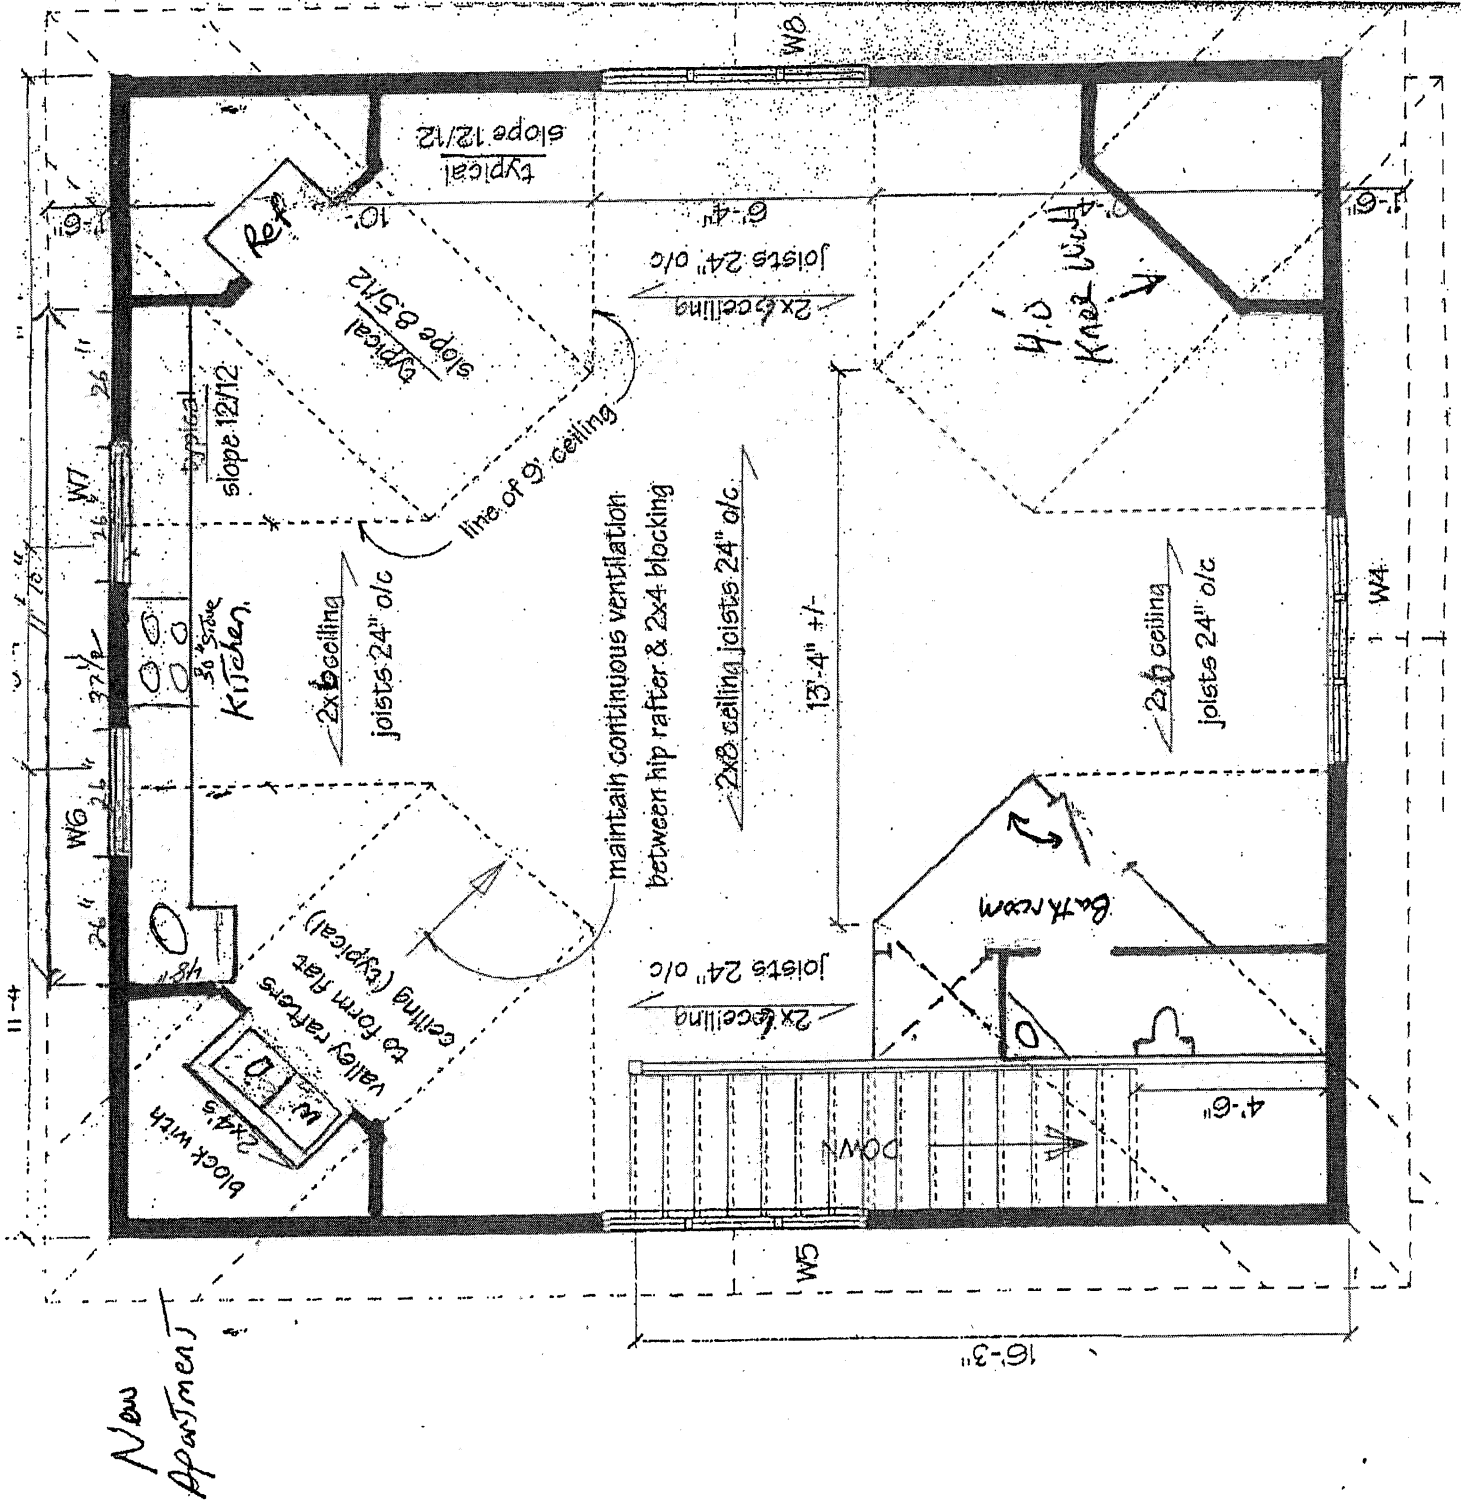 New
Apartment
11-4
W6
W7
26"
26"
37½
26"
26"
1'-6"
48"
30" Stove
Kitchen.
typical
slope 12/12
2x6 ceiling
joists 24" o/c
block with
2x4's
W
D
valley rafters
to form flat
ceiling (typical)
Ref
typical
slope 8.5/12
10'-
line of 9' ceiling
typical
slope 12/12
W8
6'-4"
2x6 ceiling
joists 24" o/c
maintain continuous ventilation
between hip rafter & 2x4 blocking
2x8 ceiling joists 24" o/c
13'-4" +/-
2x6 ceiling
joists 24" o/c
4'.0
Knee Wall
1'-6"
2x6 ceiling
joists 24" o/c
W4
Bathroom
DOWN
4'-6"
W5
16'-3"